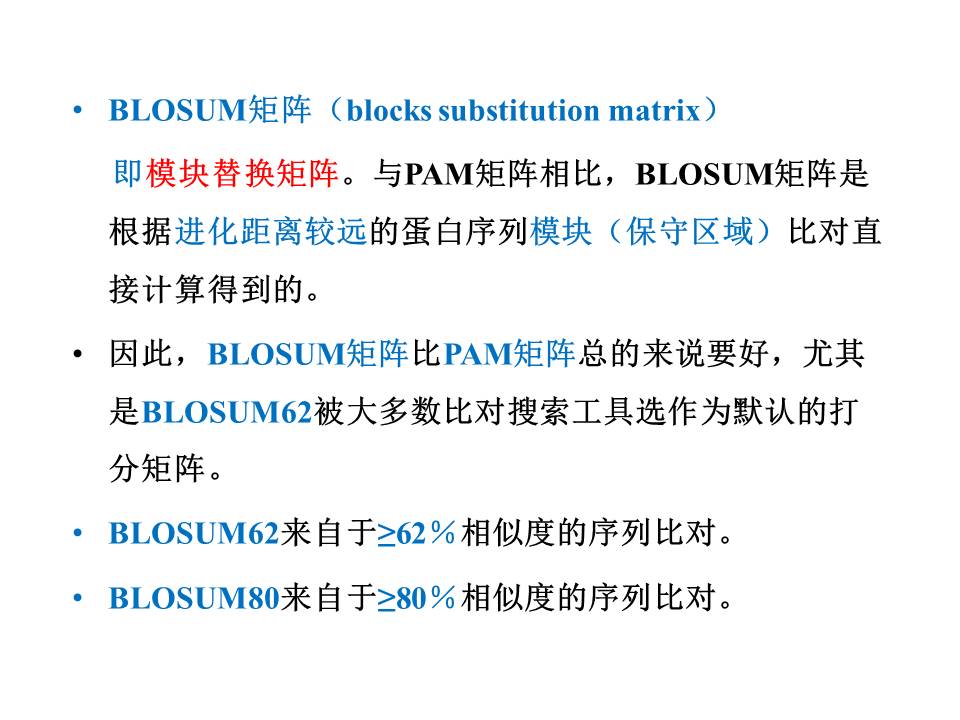 • BLOSUM矩阵（blocks substitution matrix）
即模块替换矩阵。与PAM矩阵相比，BLOSUM矩阵是
根据进化距离较远的蛋白序列模块（保守区域）比对直
接计算得到的。
• 因此，BLOSUM矩阵比PAM矩阵总的来说要好，尤其
是BLOSUM62被大多数比对搜索工具选作为默认的打
分矩阵。
• BLOSUM62来自于≥62％相似度的序列比对。
• BLOSUM80来自于≥80％相似度的序列比对。